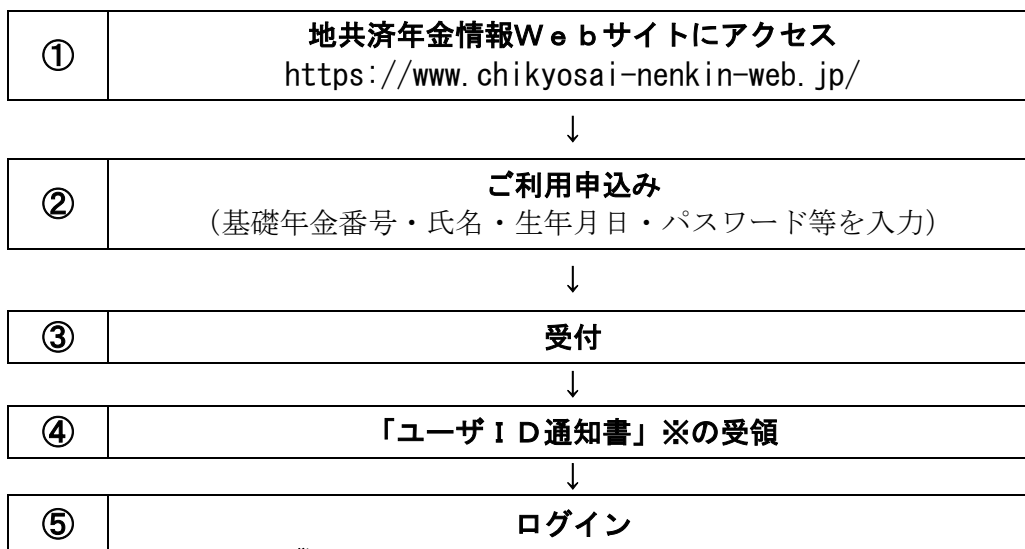 ① 地共済年金情報Ｗｅｂサイトにアクセス
https://www.chikyosai-nenkin-web.jp/
↓
② ご利用申込み
（基礎年金番号・氏名・生年月日・パスワード等を入力）
↓
③ 受付
↓
④ 「ユーザＩＤ通知書」※の受領
↓
⑤ ログイン